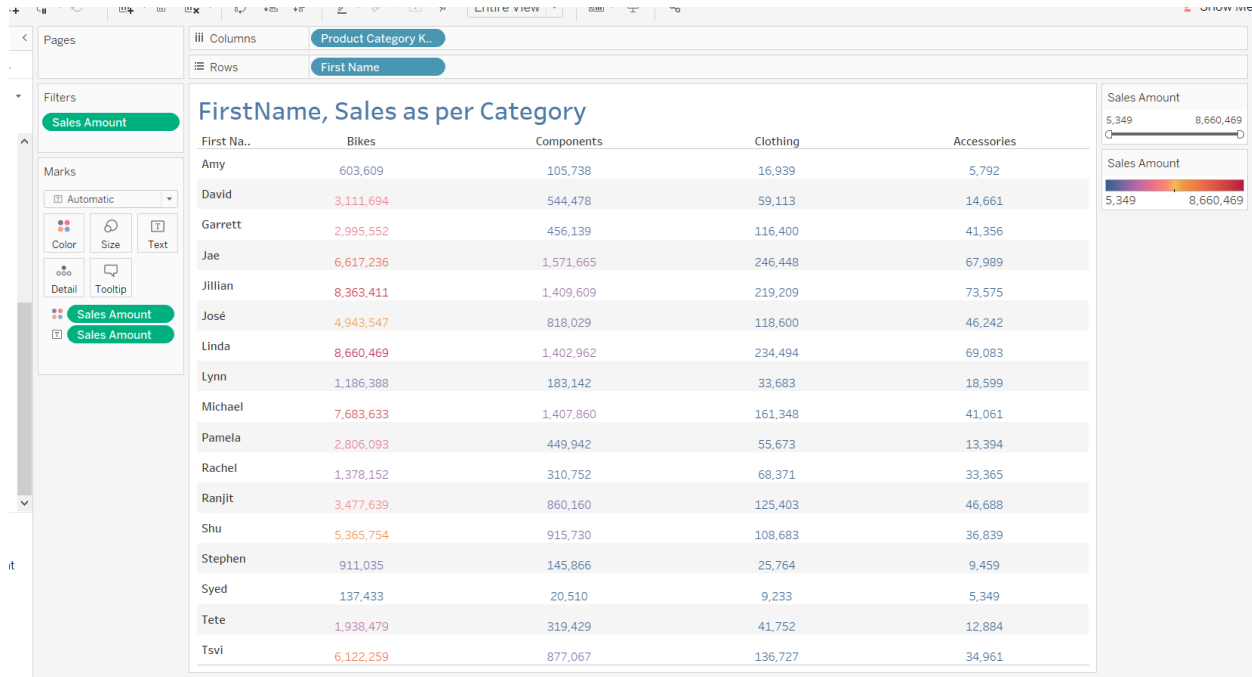 Entire View
Show Me
Pages
iii Columns
Product Category K..
Rows
First Name
Filters
Sales Amount
Marks
Automatic
Color Size Text
Detail Tooltip
Sales Amount
Sales Amount
FirstName, Sales as per Category
First Na.. Bikes Components Clothing Accessories
Amy 603,609 105,738 16,939 5,792
David 3,111,694 544,478 59,113 14,661
Garrett 2,995,552 456,139 116,400 41,356
Jae 6,617,236 1,571,665 246,448 67,989
Jillian 8,363,411 1,409,609 219,209 73,575
José 4,943,547 818,029 118,600 46,242
Linda 8,660,469 1,402,962 234,494 69,083
Lynn 1,186,388 183,142 33,683 18,599
Michael 7,683,633 1,407,860 161,348 41,061
Pamela 2,806,093 449,942 55,673 13,394
Rachel 1,378,152 310,752 68,371 33,365
Ranjit 3,477,639 860,160 125,403 46,688
Shu 5,365,754 915,730 108,683 36,839
Stephen 911,035 145,866 25,764 9,459
Syed 137,433 20,510 9,233 5,349
Tete 1,938,479 319,429 41,752 12,884
Tsvi 6,122,259 877,067 136,727 34,961
Sales Amount
5,349 8,660,469
Sales Amount
5,349 8,660,469